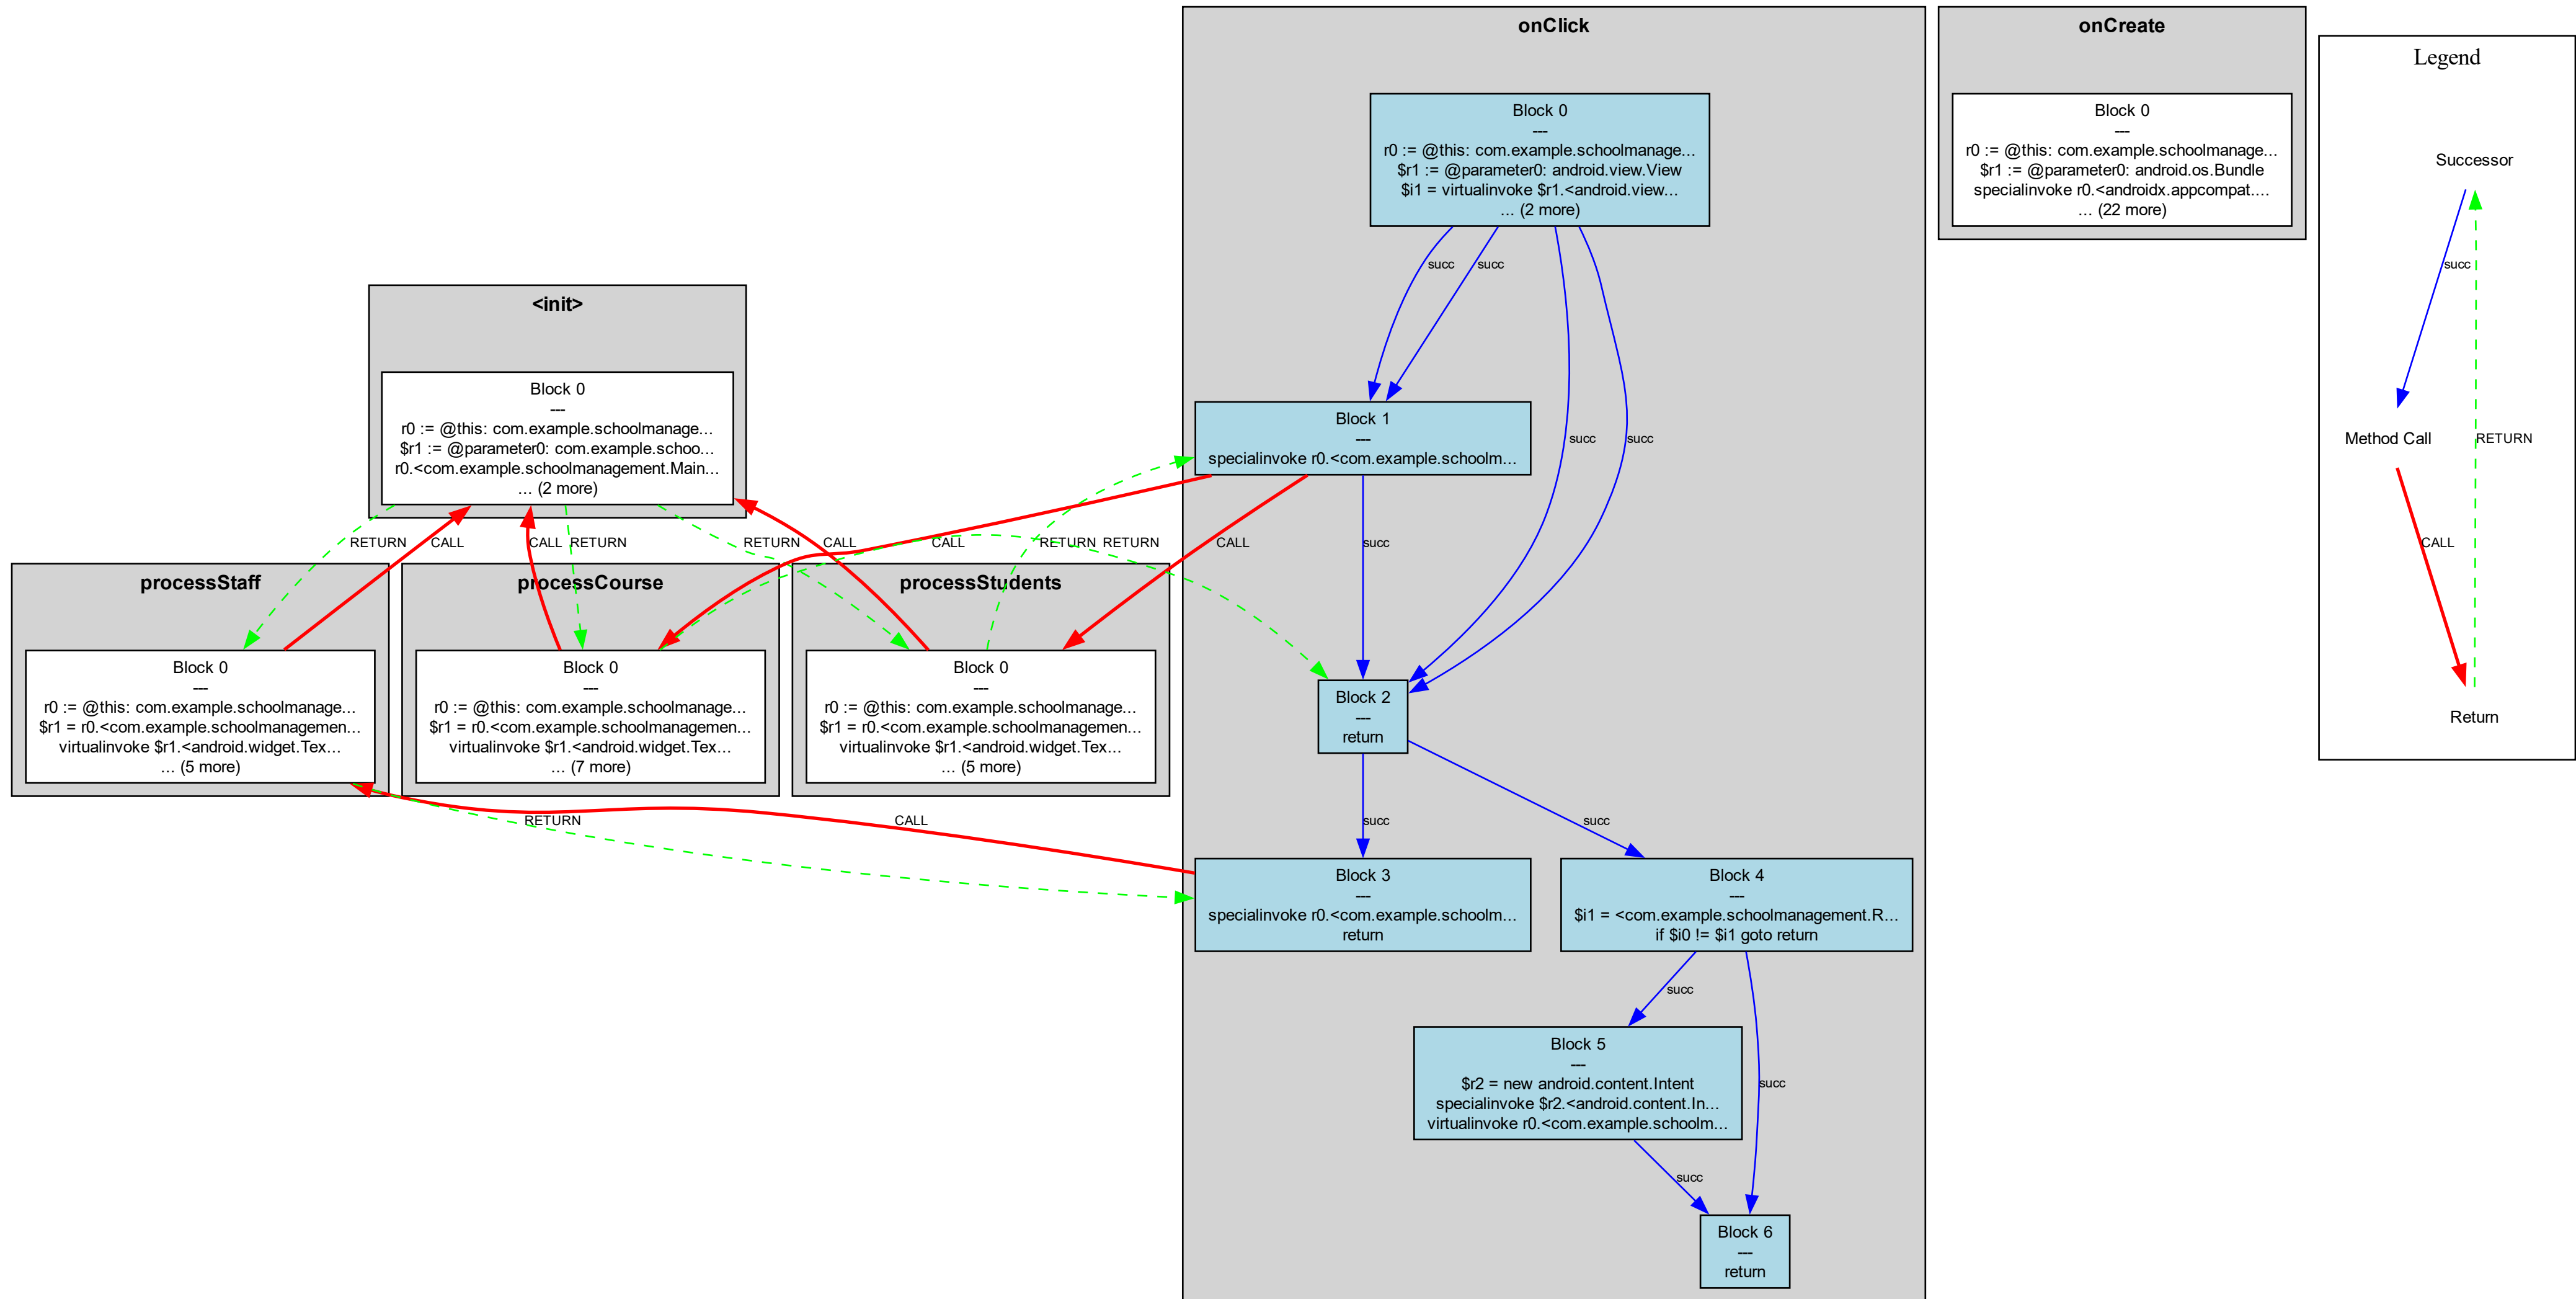 onClick
Block 0
---
r0 := @this: com.example.schoolmanage...
$r1 := @parameter0: android.view.View
$i1 = virtualinvoke $r1.<android.view...
... (2 more)
succ
succ
succ
succ
Block 1
---
specialinvoke r0.<com.example.schoolm...
succ
Block 2
---
return
succ
succ
Block 3
---
specialinvoke r0.<com.example.schoolm...
return
Block 4
---
$i1 = <com.example.schoolmanagement.R...
if $i0 != $i1 goto return
succ
succ
Block 5
---
$r2 = new android.content.Intent
specialinvoke $r2.<android.content.In...
virtualinvoke r0.<com.example.schoolm...
succ
Block 6
---
return
onCreate
Block 0
---
r0 := @this: com.example.schoolmanage...
$r1 := @parameter0: android.os.Bundle
specialinvoke r0.<androidx.appcompat....
... (22 more)
Legend
Successor
succ
Method Call
RETURN
CALL
Return
<init>
Block 0
---
r0 := @this: com.example.schoolmanage...
$r1 := @parameter0: com.example.schoo...
r0.<com.example.schoolmanagement.Main...
... (2 more)
RETURN
CALL
CALL
RETURN
RETURN
CALL
CALL
RETURN
RETURN
CALL
processStaff
Block 0
---
r0 := @this: com.example.schoolmanage...
$r1 = r0.<com.example.schoolmanagemen...
virtualinvoke $r1.<android.widget.Tex...
... (5 more)
processCourse
Block 0
---
r0 := @this: com.example.schoolmanage...
$r1 = r0.<com.example.schoolmanagemen...
virtualinvoke $r1.<android.widget.Tex...
... (7 more)
processStudents
Block 0
---
r0 := @this: com.example.schoolmanage...
$r1 = r0.<com.example.schoolmanagemen...
virtualinvoke $r1.<android.widget.Tex...
... (5 more)
RETURN
CALL